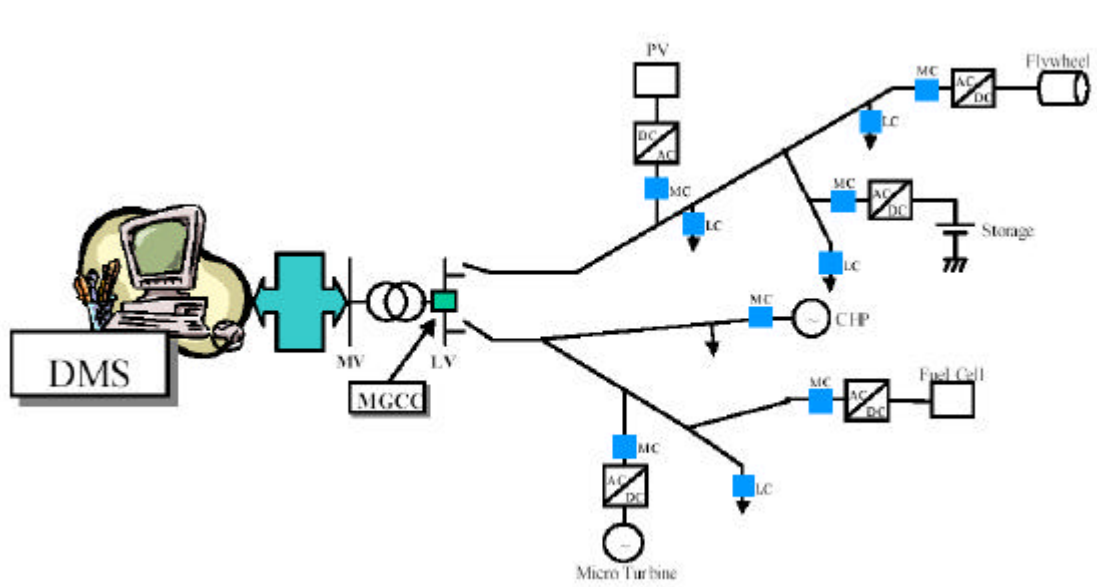 PV
Flywheel
MC
AC
DC
LC
DC
AC
MC
LC
MC
AC
DC
Storage
LC
MC
CHP
~
DMS
MV
LV
MGCC
Fuel Cell
MC
AC
DC
MC
LC
AC
DC
~
Micro Turbine